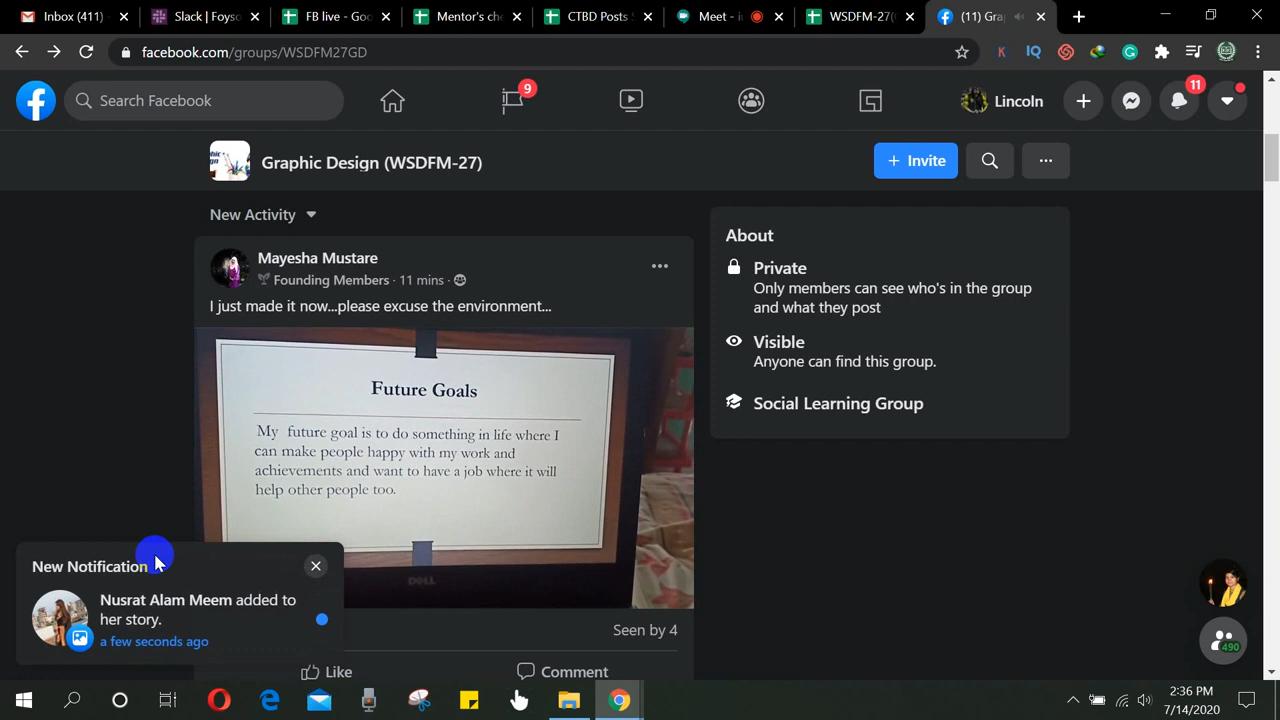 Inbox (411) -
Slack | Foyso
FB live - Goo
Mentor's che
CTBD Posts S
Meet - i
WSDFM-27(
(11) Gra
facebook.com/groups/WSDFM27GD
Search Facebook
9
Lincoln
11
Graphic Design (WSDFM-27)
+ Invite
New Activity
Mayesha Mustare
Founding Members · 11 mins ·
I just made it now...please excuse the environment...
Future Goals
My future goal is to do something in life where I
can make people happy with my work and
achievements and want to have a job where it will
help other people too.
DELL
Seen by 4
Like
Comment
About
Private
Only members can see who's in the group
and what they post
Visible
Anyone can find this group.
Social Learning Group
New Notification
Nusrat Alam Meem added to
her story.
a few seconds ago
490
2:36 PM
7/14/2020